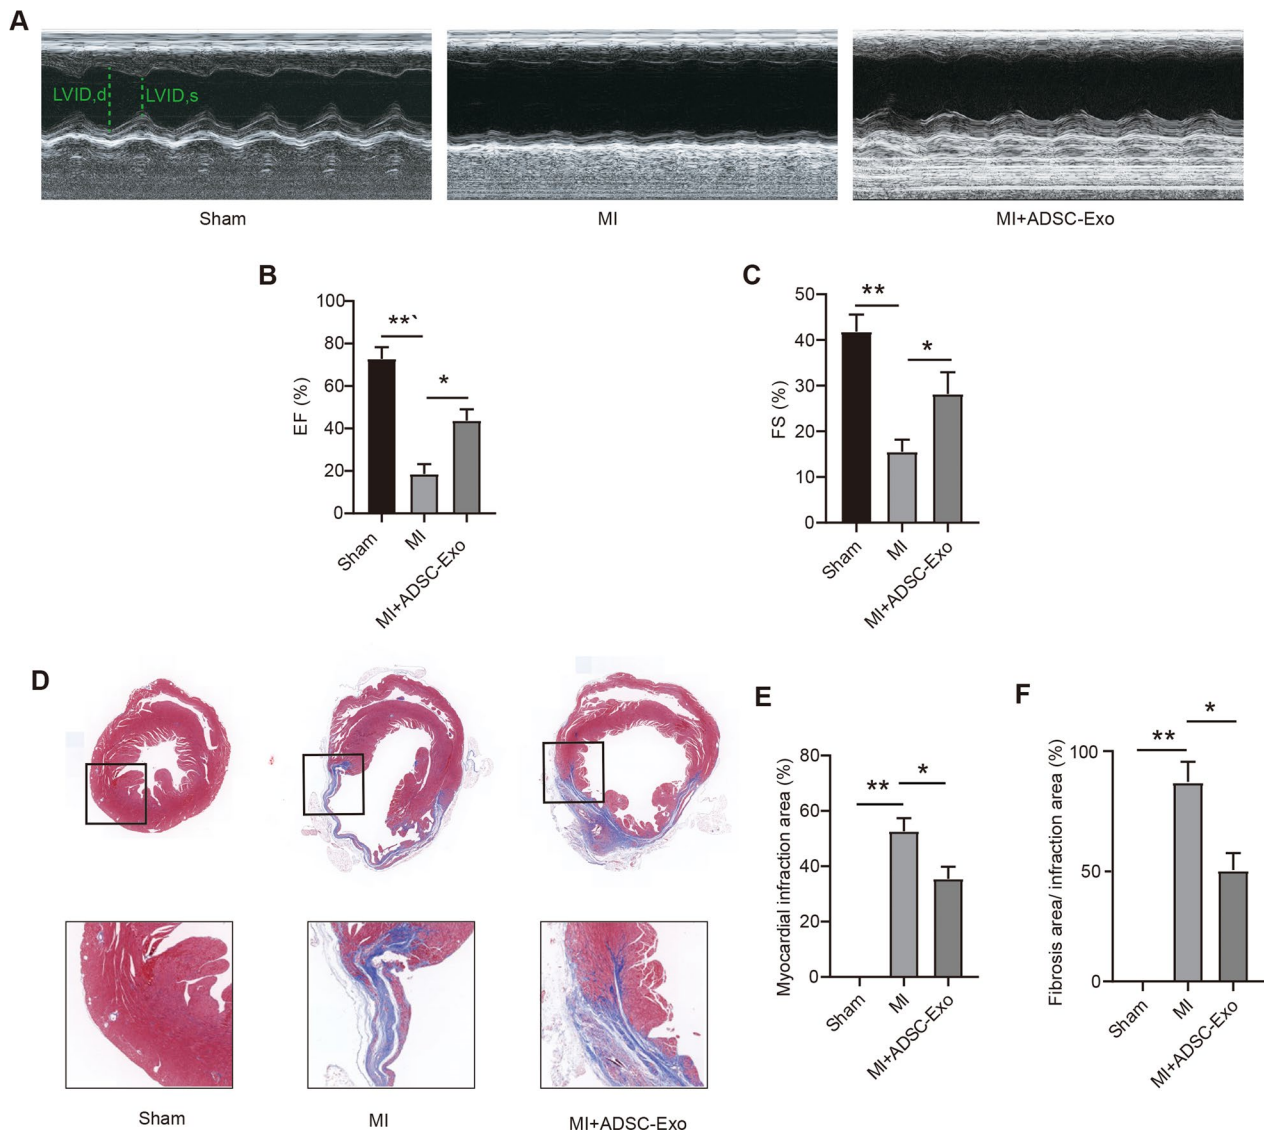 A
LVID,d
LVID,s
Sham
MI
MI+ADSC-Exo
B
EF (%)
100
80
60
40
20
0
**`
*
Sham
MI
MI+ADSC-Exo
C
FS (%)
50
40
30
20
10
0
**
*
Sham
MI
MI+ADSC-Exo
D
Sham
MI
MI+ADSC-Exo
E
Myocardial infraction area (%)
80
60
40
20
0
**
*
Sham
MI
MI+ADSC-Exo
F
Fibrosis area/ infraction area (%)
100
50
0
**
*
Sham
MI
MI+ADSC-Exo